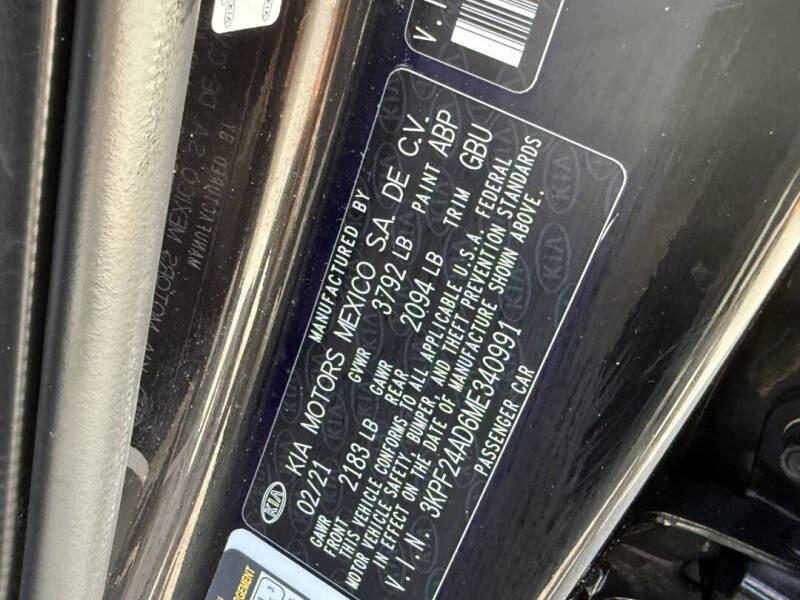 V.I.
KIA
MANUFACTURED BY
KIA MOTORS MEXICO S.A. DE C.V.
02/21 GVWR 3792 LB PAINT ABP
GAWR FRONT 2183 LB GAWR REAR 2094 LB TRIM GBU
THIS VEHICLE CONFORMS TO ALL APPLICABLE U.S.A. FEDERAL
MOTOR VEHICLE SAFETY, BUMPER, AND THEFT PREVENTION STANDARDS
IN EFFECT ON THE DATE OF MANUFACTURE SHOWN ABOVE.
V.I.N. 3KPF24AD6ME340991
PASSENGER CAR